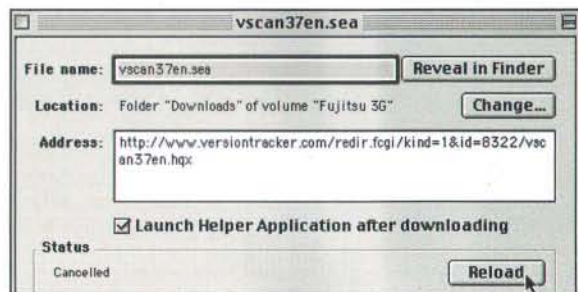 vscan37en.sea
File name: vscan37en.sea Reveal in Finder
Location: Folder "Downloads" of volume "Fujitsu 3G" Change...
Address: http://www.versiontracker.com/redir.fcgi/kind=1&id=8322/vsc
an37en.hqx
Launch Helper Application after downloading
Status
Cancelled Reload